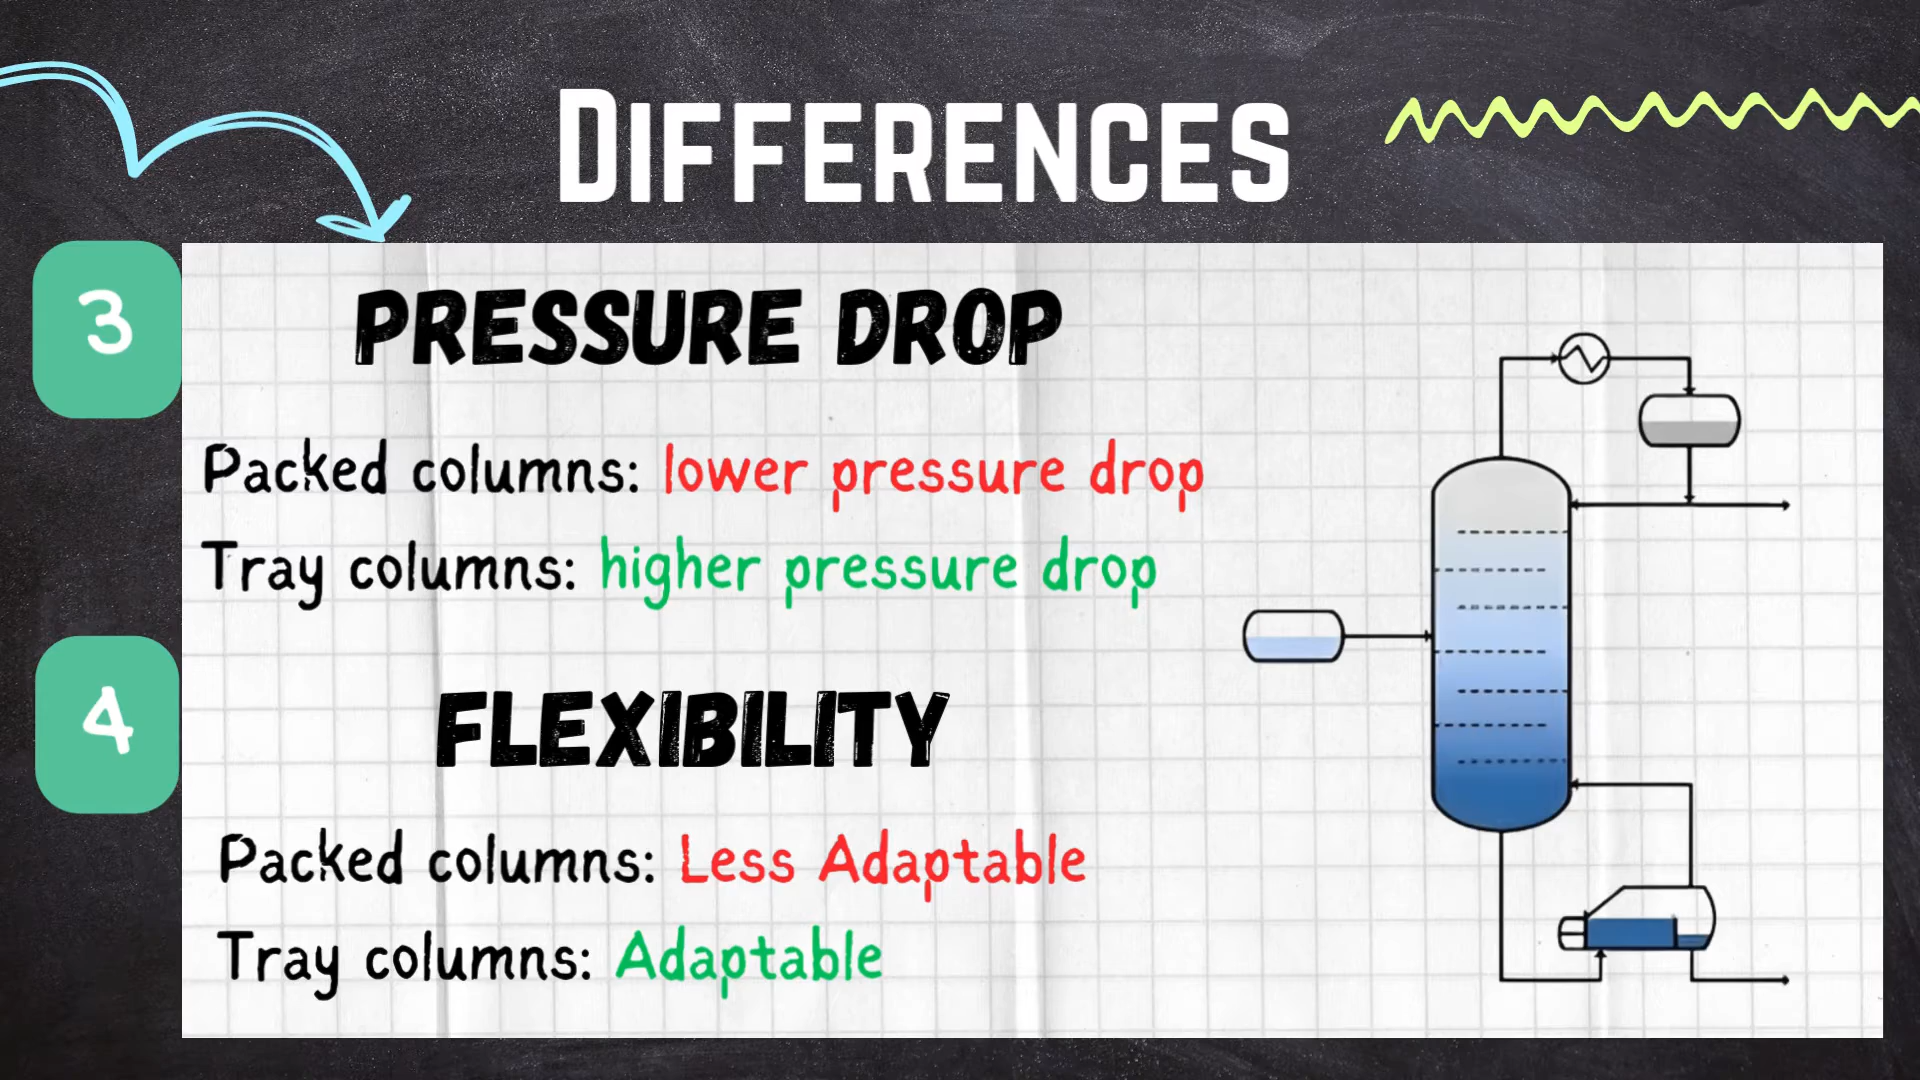 DIFFERENCES
3
PRESSURE DROP
Packed columns: lower pressure drop
Tray columns: higher pressure drop
4
FLEXIBILITY
Packed columns: Less Adaptable
Tray columns: Adaptable